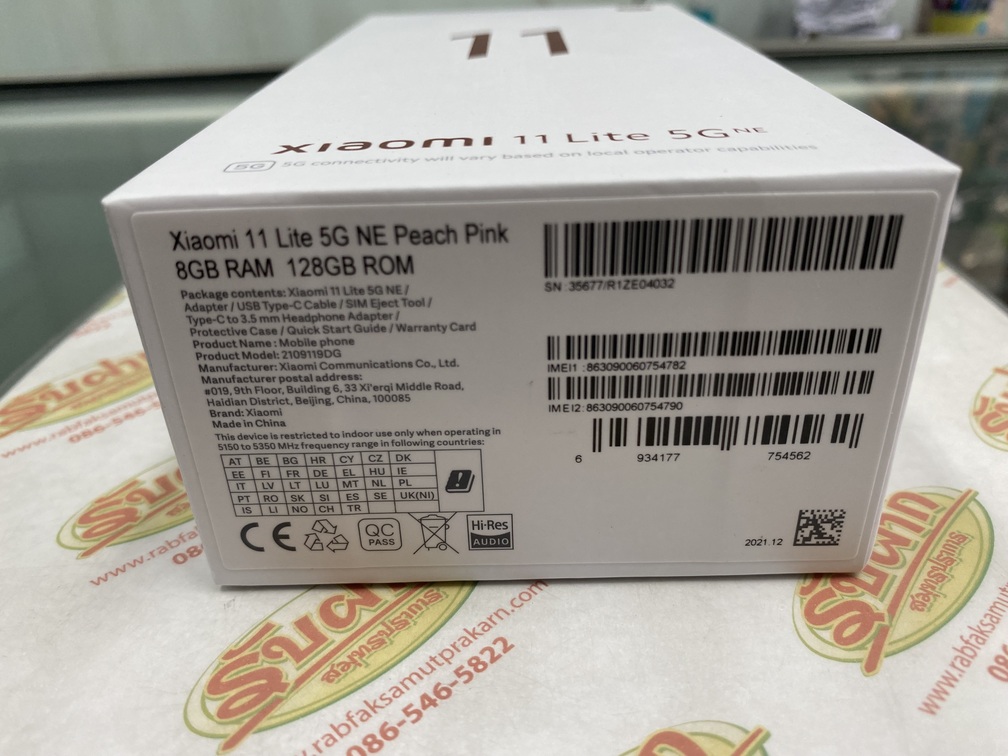 11
xiaomi 11 Lite 5G NE
5G 5G connectivity will vary based on local operator capabilities
Xiaomi 11 Lite 5G NE Peach Pink
8GB RAM 128GB ROM
Package contents: Xiaomi 11 Lite 5G NE /
Adapter / USB Type-C Cable / SIM Eject Tool /
Type-C to 3.5 mm Headphone Adapter /
Protective Case / Quick Start Guide / Warranty Card
Product Name : Mobile phone
Product Model: 2109119DG
Manufacturer: Xiaomi Communications Co., Ltd.
Manufacturer postal address:
#019, 9th Floor, Building 6, 33 Xi'erqi Middle Road,
Haidian District, Beijing, China, 100085
Brand: Xiaomi
Made in China
This device is restricted to indoor use only when operating in
5150 to 5350 MHz frequency range in following countries:
AT BE BG HR CY CZ DK
EE FI FR DE EL HU IE
IT LV LT LU MT NL PL
PT RO SK SI ES SE UK(NI)
IS LI NO CH TR
CE
QC
PASS
Hi-Res
AUDIO
SN :35677/R1ZE04032
IMEI1 :863090060754782
IMEI2:863090060754790
6 934177 754562
2021.12
รับฝาก
www.rabfaksamutprakarn.com
086-546-5822